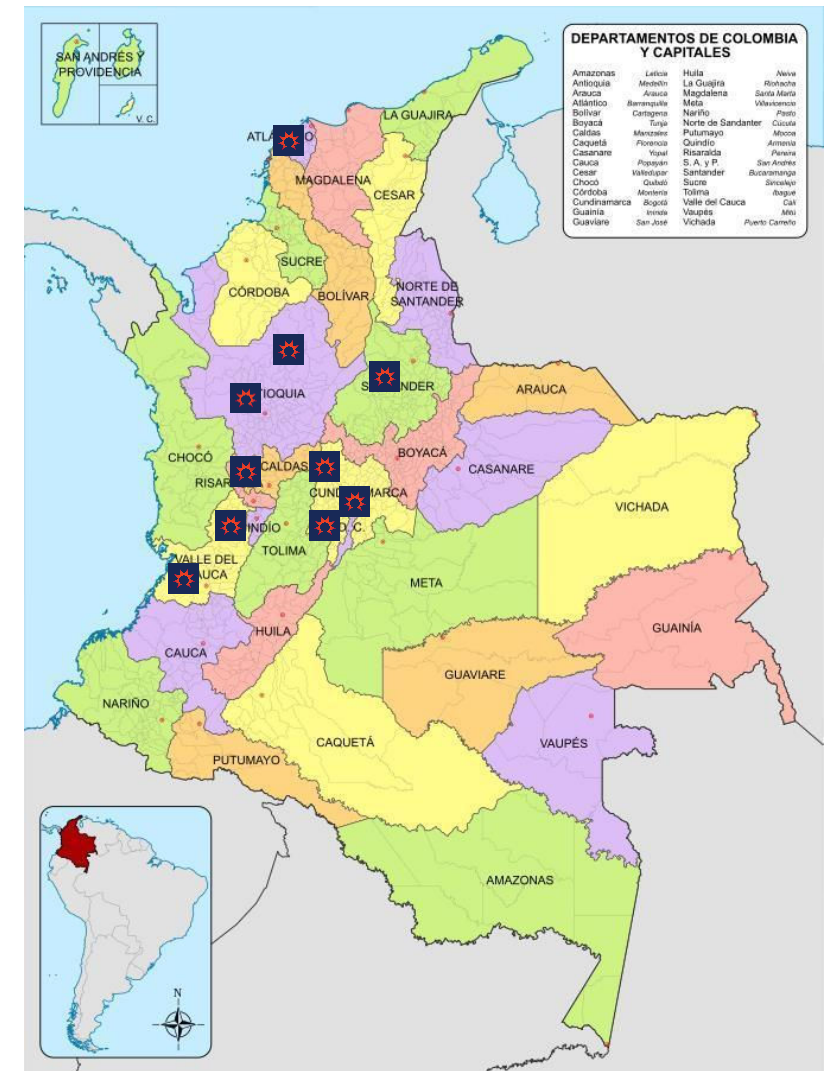 SAN ANDRÉS Y
PROVIDENCIA
V. C.
DEPARTAMENTOS DE COLOMBIA
Y CAPITALES
Amazonas Leticia Huila Neiva
Antioquia Medellín La Guajira Riohacha
Arauca Arauca Magdalena Santa Marta
Atlántico Barranquilla Meta Villavicencio
Bolívar Cartagena Nariño Pasto
Boyacá Tunja Norte de Sandanter Cúcuta
Caldas Manizales Putumayo Mocoa
Caquetá Florencia Quindío Armenia
Casanare Yopal Risaralda Pereira
Cauca Popayán S. A. y P. San Andrés
Cesar Valledupar Santander Bucaramanga
Chocó Quibdó Sucre Sincelejo
Córdoba Montería Tolima Ibague
Cundinamarca Bogotá Valle del Cauca Cali
Guainía Inírida Vaupés Mitú
Guaviare San José Vichada Puerto Carreño
LA GUAJIRA
MAGDALENA
CESAR
SUCRE
CÓRDOBA
BOLÍVAR
NORTE DE
SANTANDER
ARAUCA
BOYACÁ
CHOCÓ
CALDAS
CASANARE
VICHADA
TOLIMA
VALLE DEL
META
HUILA
GUAINÍA
CAUCA
GUAVIARE
NARIÑO
CAQUETÁ
VAUPÉS
PUTUMAYO
AMAZONAS
N